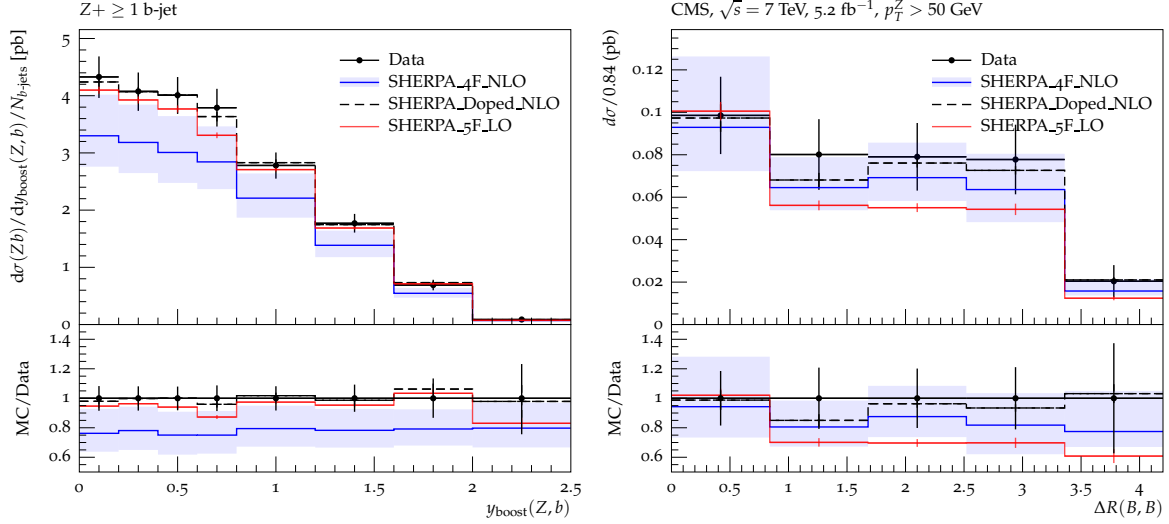 Z+ ≥ 1 b-jet
dσ(Zb)/dy_boost(Z, b)/N_b-jets [pb]
5
4
3
2
1
0
Data
SHERPA_4F_NLO
SHERPA_Doped_NLO
SHERPA_5F_LO
MC/Data
1.4
1.2
1
0.8
0.6
0 0.5 1 1.5 2 2.5
y_boost(Z, b)
CMS, √s = 7 TeV, 5.2 fb⁻¹, p_T^Z > 50 GeV
dσ/0.84 (pb)
0.12
0.1
0.08
0.06
0.04
0.02
0
Data
SHERPA_4F_NLO
SHERPA_Doped_NLO
SHERPA_5F_LO
MC/Data
1.4
1.2
1
0.8
0.6
0 0.5 1 1.5 2 2.5 3 3.5 4
ΔR(B, B)